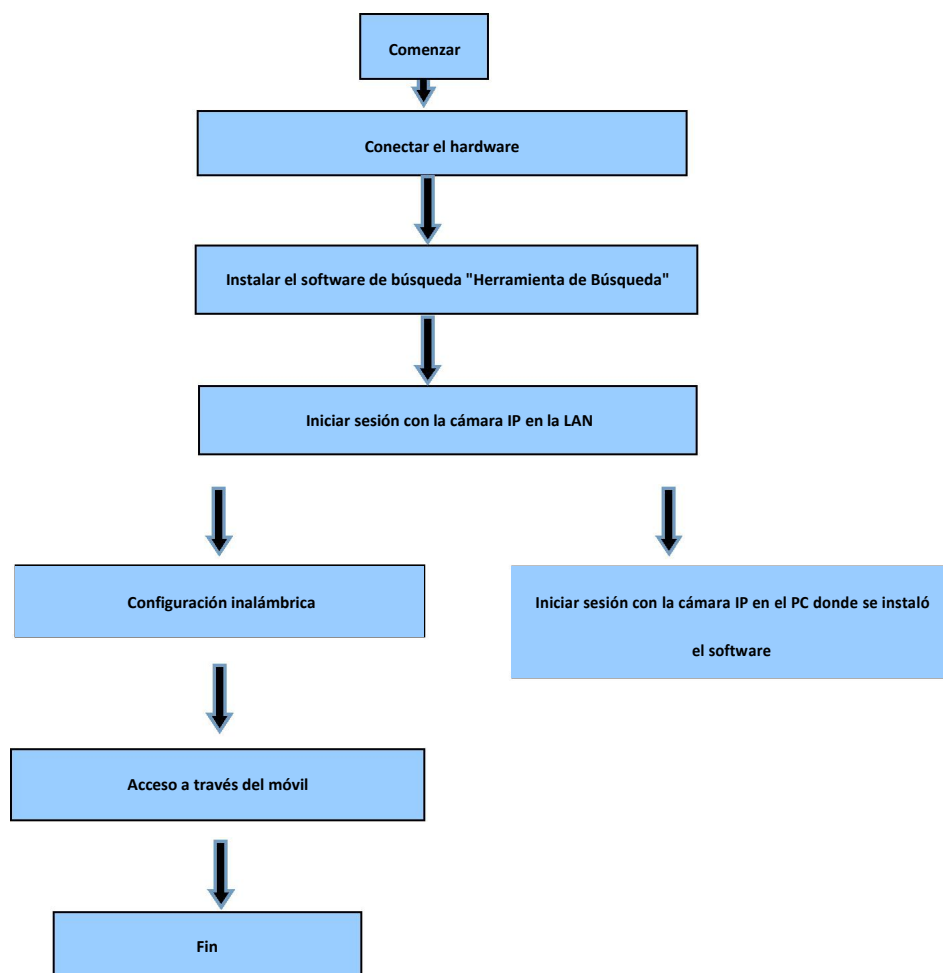 Comenzar
Conectar el hardware
Instalar el software de búsqueda "Herramienta de Búsqueda"
Iniciar sesión con la cámara IP en la LAN
Configuración inalámbrica
Iniciar sesión con la cámara IP en el PC donde se instaló
el software
Acceso a través del móvil
Fin